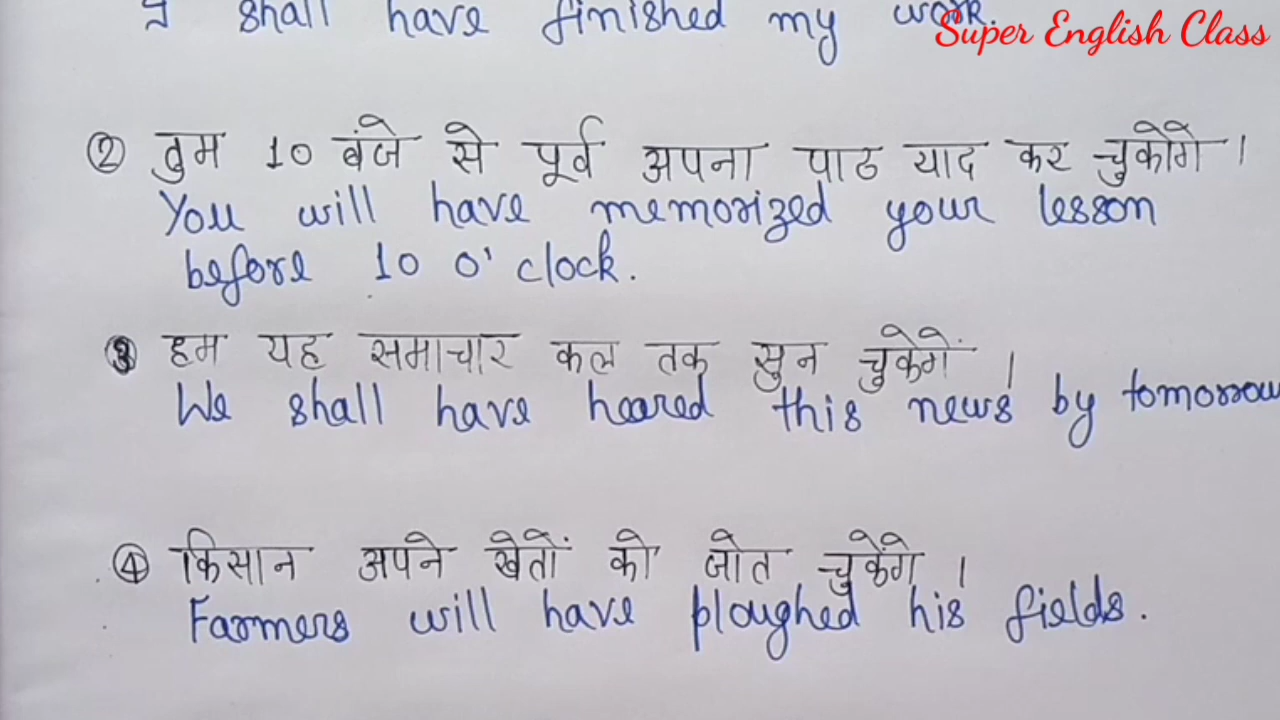 I shall have finished my work.
Super English Class
② तुम 10 बंजे से पूर्व अपना पाठ याद कर चुकोगे ।
You will have memorized your lesson
before 10 o'clock.
3 हम यह समाचार कल तक सुन चुकेगें ।
We shall have heared this news by tomorrow
④ किसान अपने खेतों को जोत चुकेंगे ।
Farmers will have ploughed his fields.